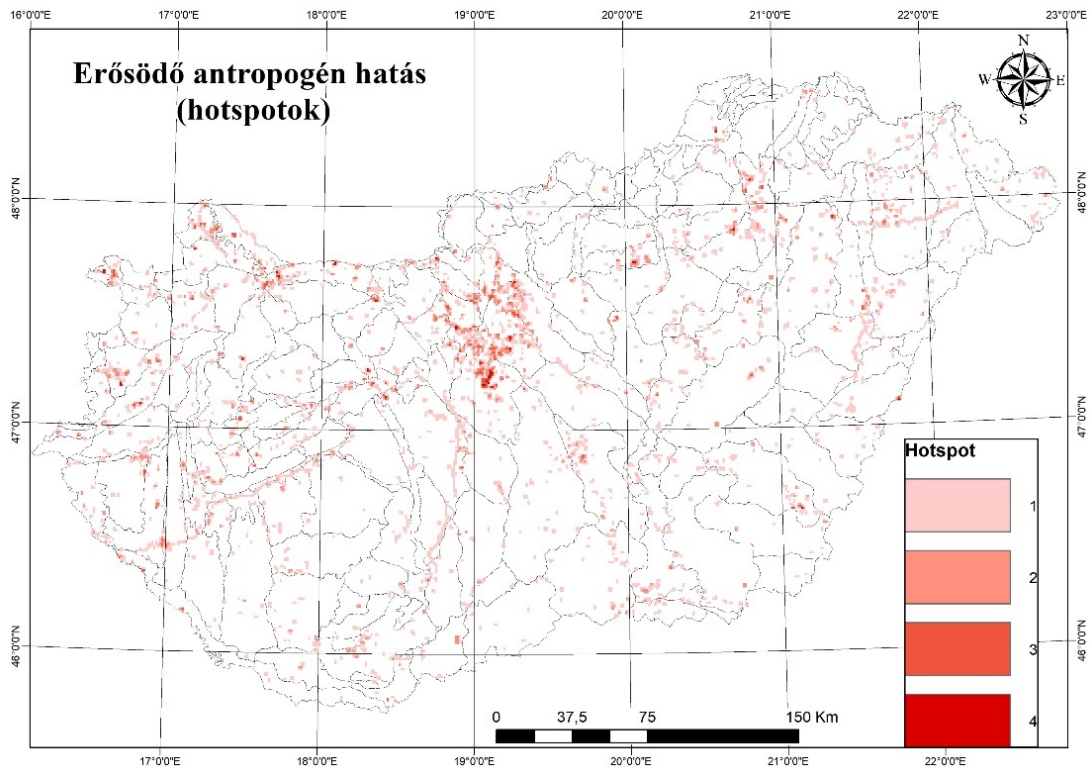 16°0'0"E 17°0'0"E 18°0'0"E 19°0'0"E 20°0'0"E 21°0'0"E 22°0'0"E 23°0'0"E
Erősödő antropogén hatás
(hotspotok)
N
W E
S
48°0'0"N 48°0'0"N
47°0'0"N 47°0'0"N
46°0'0"N 46°0'0"N
Hotspot
1
2
3
4
0 37,5 75 150 Km
17°0'0"E 18°0'0"E 19°0'0"E 20°0'0"E 21°0'0"E 22°0'0"E